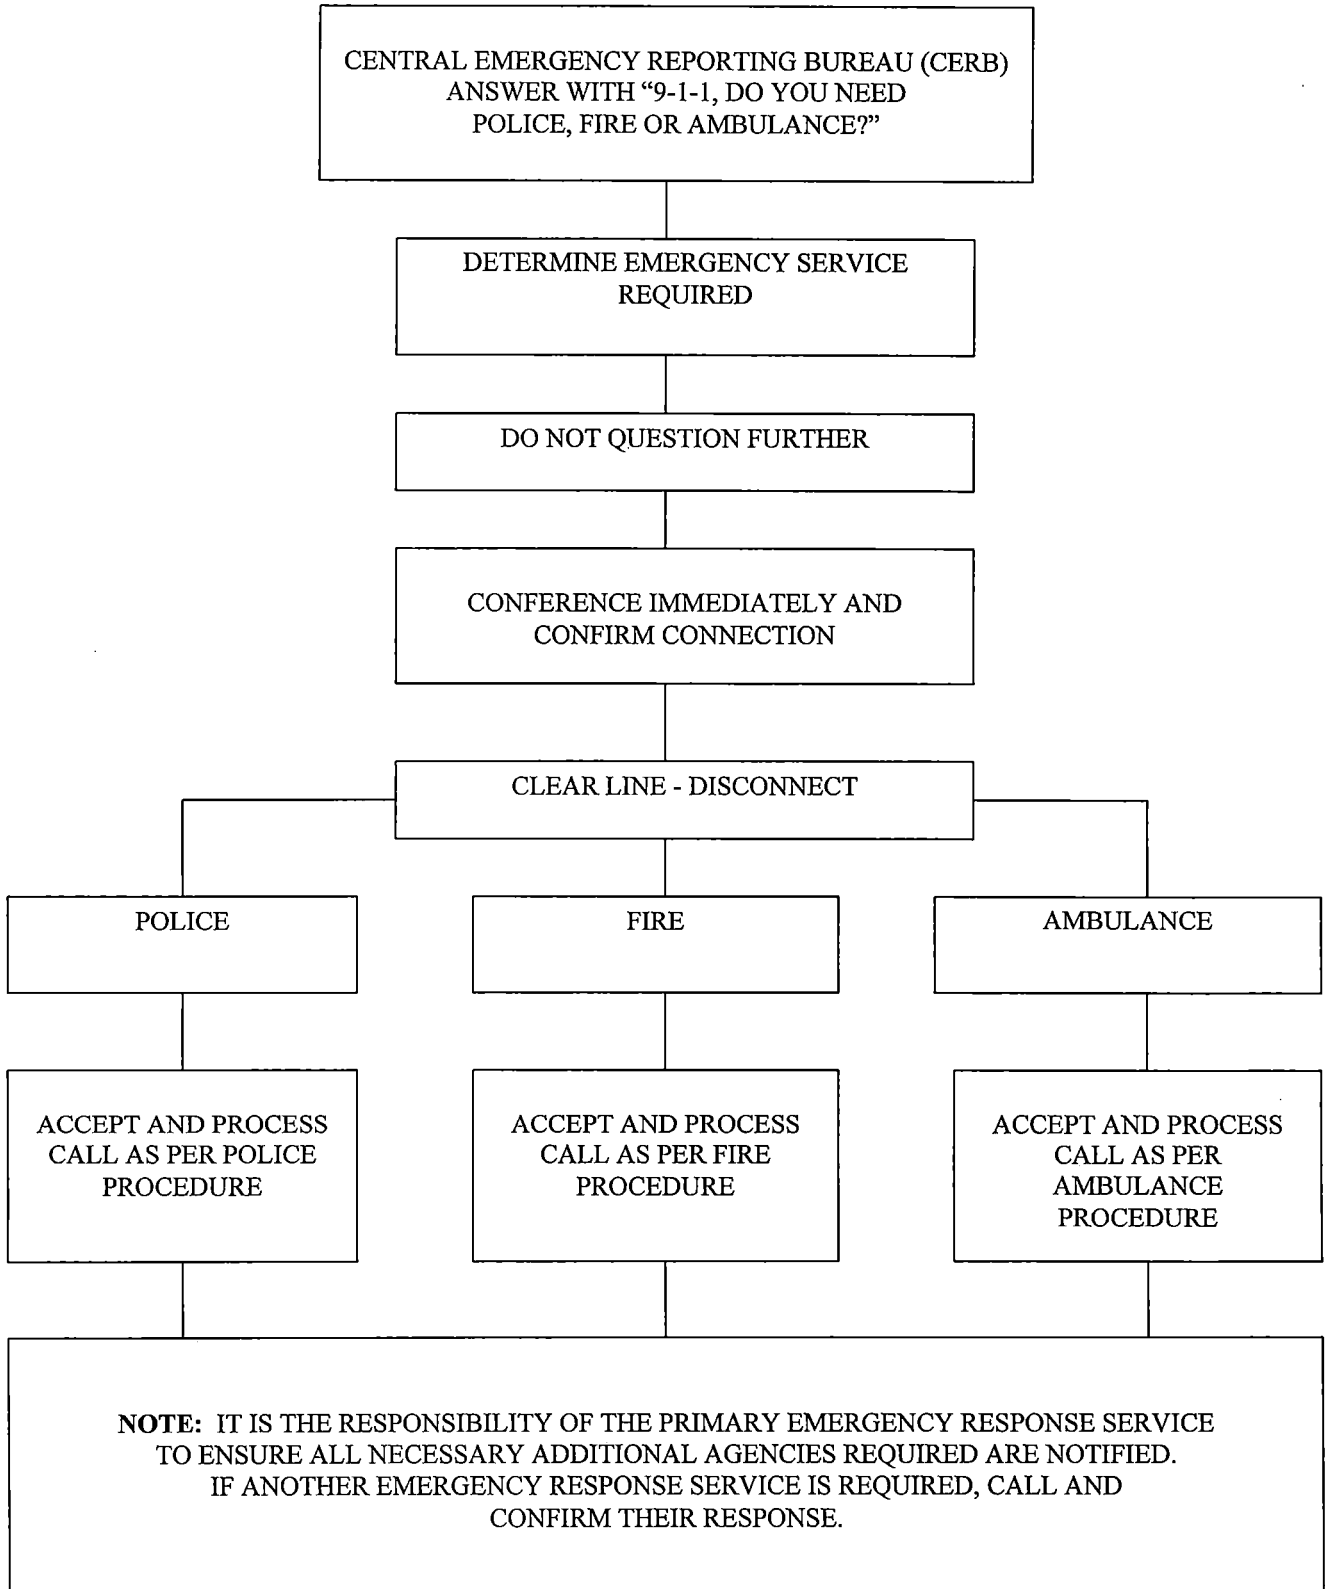 CENTRAL EMERGENCY REPORTING BUREAU (CERB)
ANSWER WITH “9-1-1, DO YOU NEED
POLICE, FIRE OR AMBULANCE?”
DETERMINE EMERGENCY SERVICE
REQUIRED
DO NOT QUESTION FURTHER
CONFERENCE IMMEDIATELY AND
CONFIRM CONNECTION
CLEAR LINE - DISCONNECT
POLICE
FIRE
AMBULANCE
ACCEPT AND PROCESS
CALL AS PER POLICE
PROCEDURE
ACCEPT AND PROCESS
CALL AS PER FIRE
PROCEDURE
ACCEPT AND PROCESS
CALL AS PER
AMBULANCE
PROCEDURE
NOTE: IT IS THE RESPONSIBILITY OF THE PRIMARY EMERGENCY RESPONSE SERVICE
TO ENSURE ALL NECESSARY ADDITIONAL AGENCIES REQUIRED ARE NOTIFIED.
IF ANOTHER EMERGENCY RESPONSE SERVICE IS REQUIRED, CALL AND
CONFIRM THEIR RESPONSE.